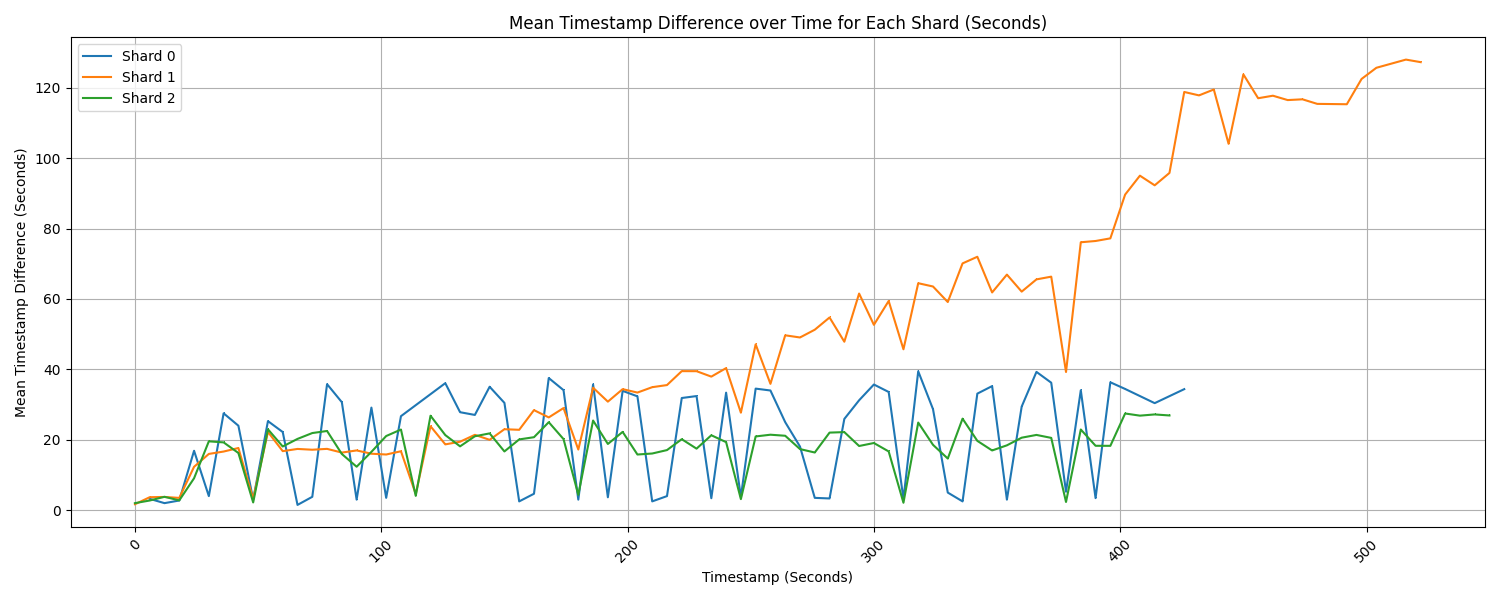 Mean Timestamp Difference over Time for Each Shard (Seconds)
Shard 0
Shard 1
Shard 2
Mean Timestamp Difference (Seconds)
120
100
80
60
40
20
0
0
100
200
300
400
500
Timestamp (Seconds)